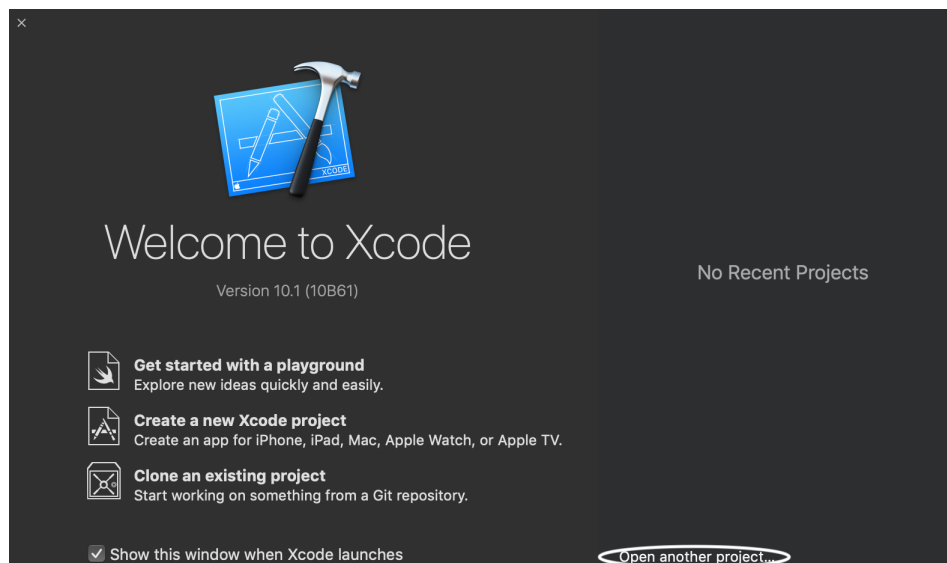 XCODE
Welcome to Xcode
Version 10.1 (10B61)
Get started with a playground
Explore new ideas quickly and easily.
Create a new Xcode project
Create an app for iPhone, iPad, Mac, Apple Watch, or Apple TV.
Clone an existing project
Start working on something from a Git repository.
Show this window when Xcode launches
No Recent Projects
Open another project...